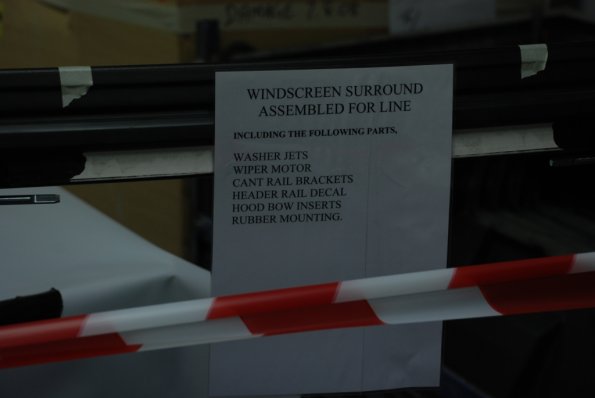 WINDSCREEN SURROUND
ASSEMBLED FOR LINE
INCLUDING THE FOLLOWING PARTS,
WASHER JETS
WIPER MOTOR
CANT RAIL BRACKETS
HEADER RAIL DECAL
HOOD BOW INSERTS
RUBBER MOUNTING.